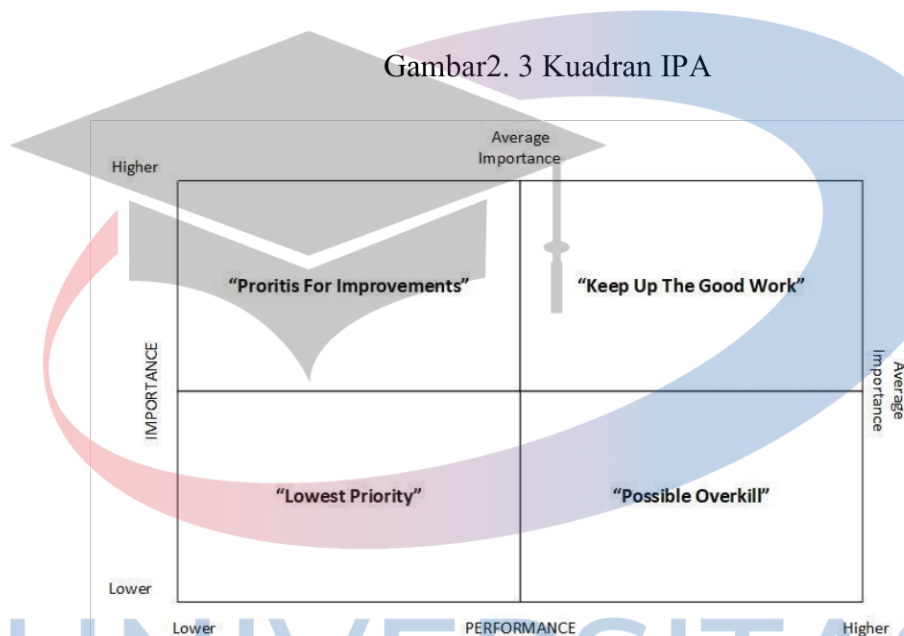 Gambar2. 3 Kuadran IPA
Average
Importance
Higher
“Proritis For Improvements”
“Keep Up The Good Work”
IMPORTANCE
Average
Importance
“Lowest Priority”
“Possible Overkill”
Lower
Lower
PERFORMANCE
Higher
UNIVERSITAS